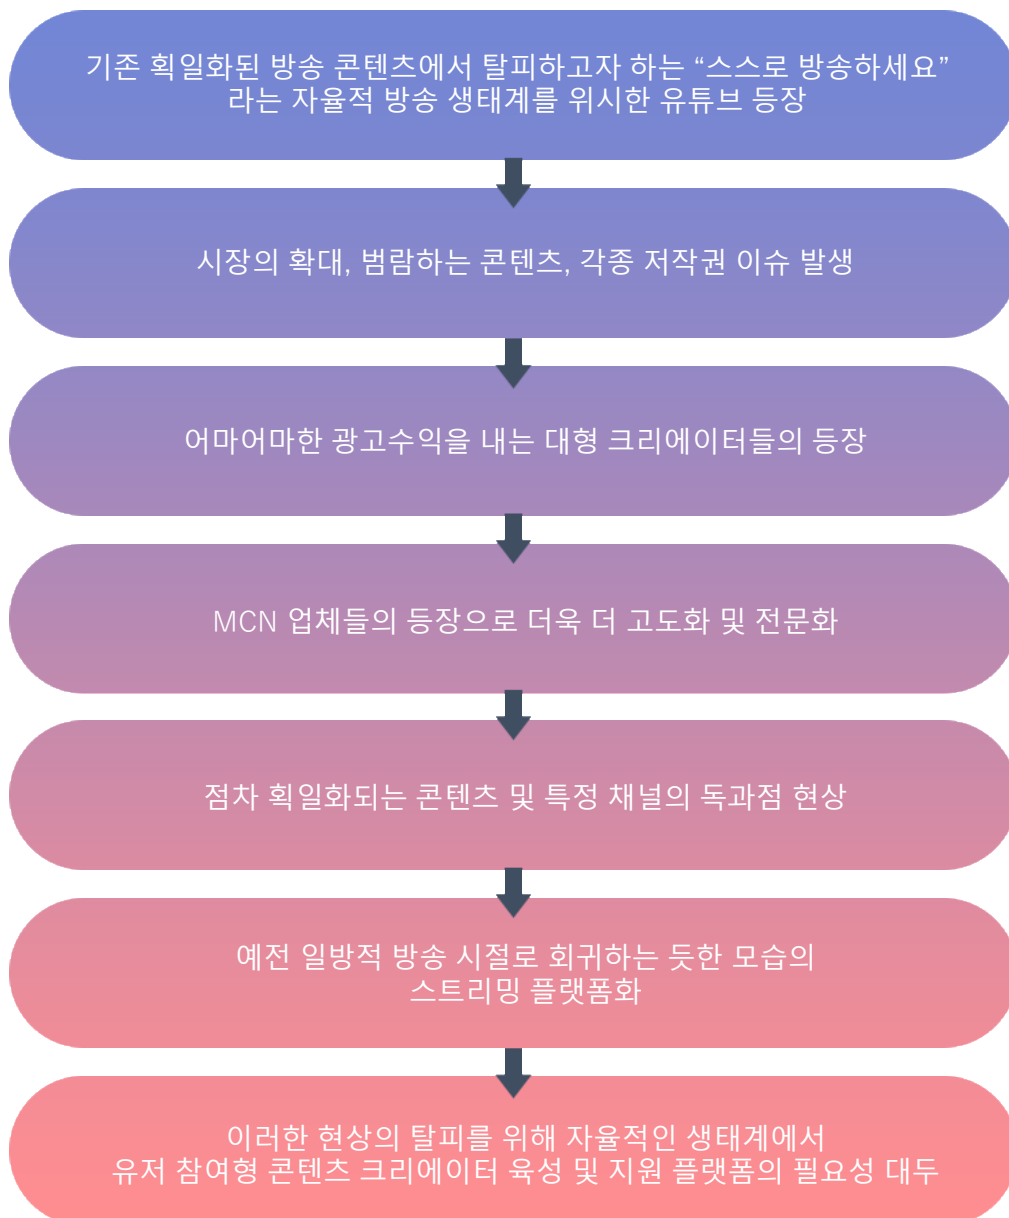 기존 획일화된 방송 콘텐츠에서 탈피하고자 하는 “스스로 방송하세요”
라는 자율적 방송 생태계를 위시한 유튜브 등장
시장의 확대, 범람하는 콘텐츠, 각종 저작권 이슈 발생
어마어마한 광고수익을 내는 대형 크리에이터들의 등장
MCN 업체들의 등장으로 더욱 더 고도화 및 전문화
점차 획일화되는 콘텐츠 및 특정 채널의 독과점 현상
예전 일방적 방송 시절로 회귀하는 듯한 모습의
스트리밍 플랫폼화
이러한 현상의 탈피를 위해 자율적인 생태계에서
유저 참여형 콘텐츠 크리에이터 육성 및 지원 플랫폼의 필요성 대두